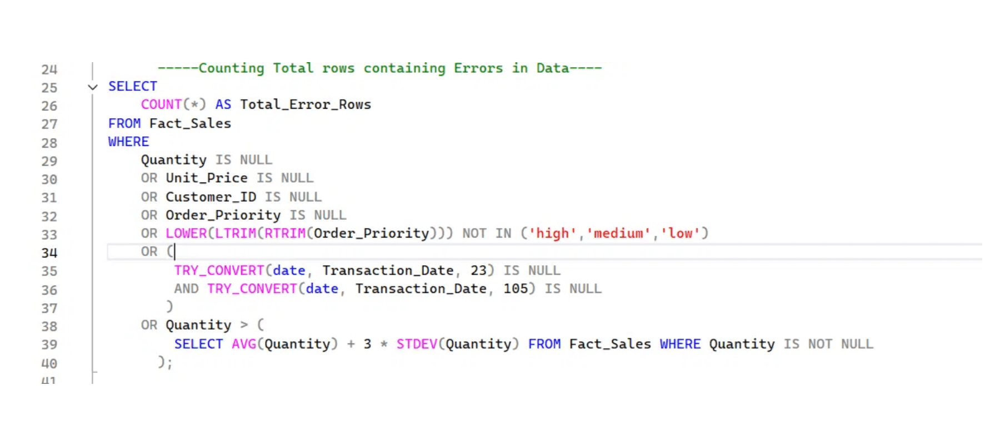 24 -----Counting Total rows containing Errors in Data----
25 SELECT
26 COUNT(*) AS Total_Error_Rows
27 FROM Fact_Sales
28 WHERE
29 Quantity IS NULL
30 OR Unit_Price IS NULL
31 OR Customer_ID IS NULL
32 OR Order_Priority IS NULL
33 OR LOWER(LTRIM(RTRIM(Order_Priority))) NOT IN ('high','medium','low')
34 OR (
35 TRY_CONVERT(date, Transaction_Date, 23) IS NULL
36 AND TRY_CONVERT(date, Transaction_Date, 105) IS NULL
37 )
38 OR Quantity > (
39 SELECT AVG(Quantity) + 3 * STDEV(Quantity) FROM Fact_Sales WHERE Quantity IS NOT NULL
40 );
41